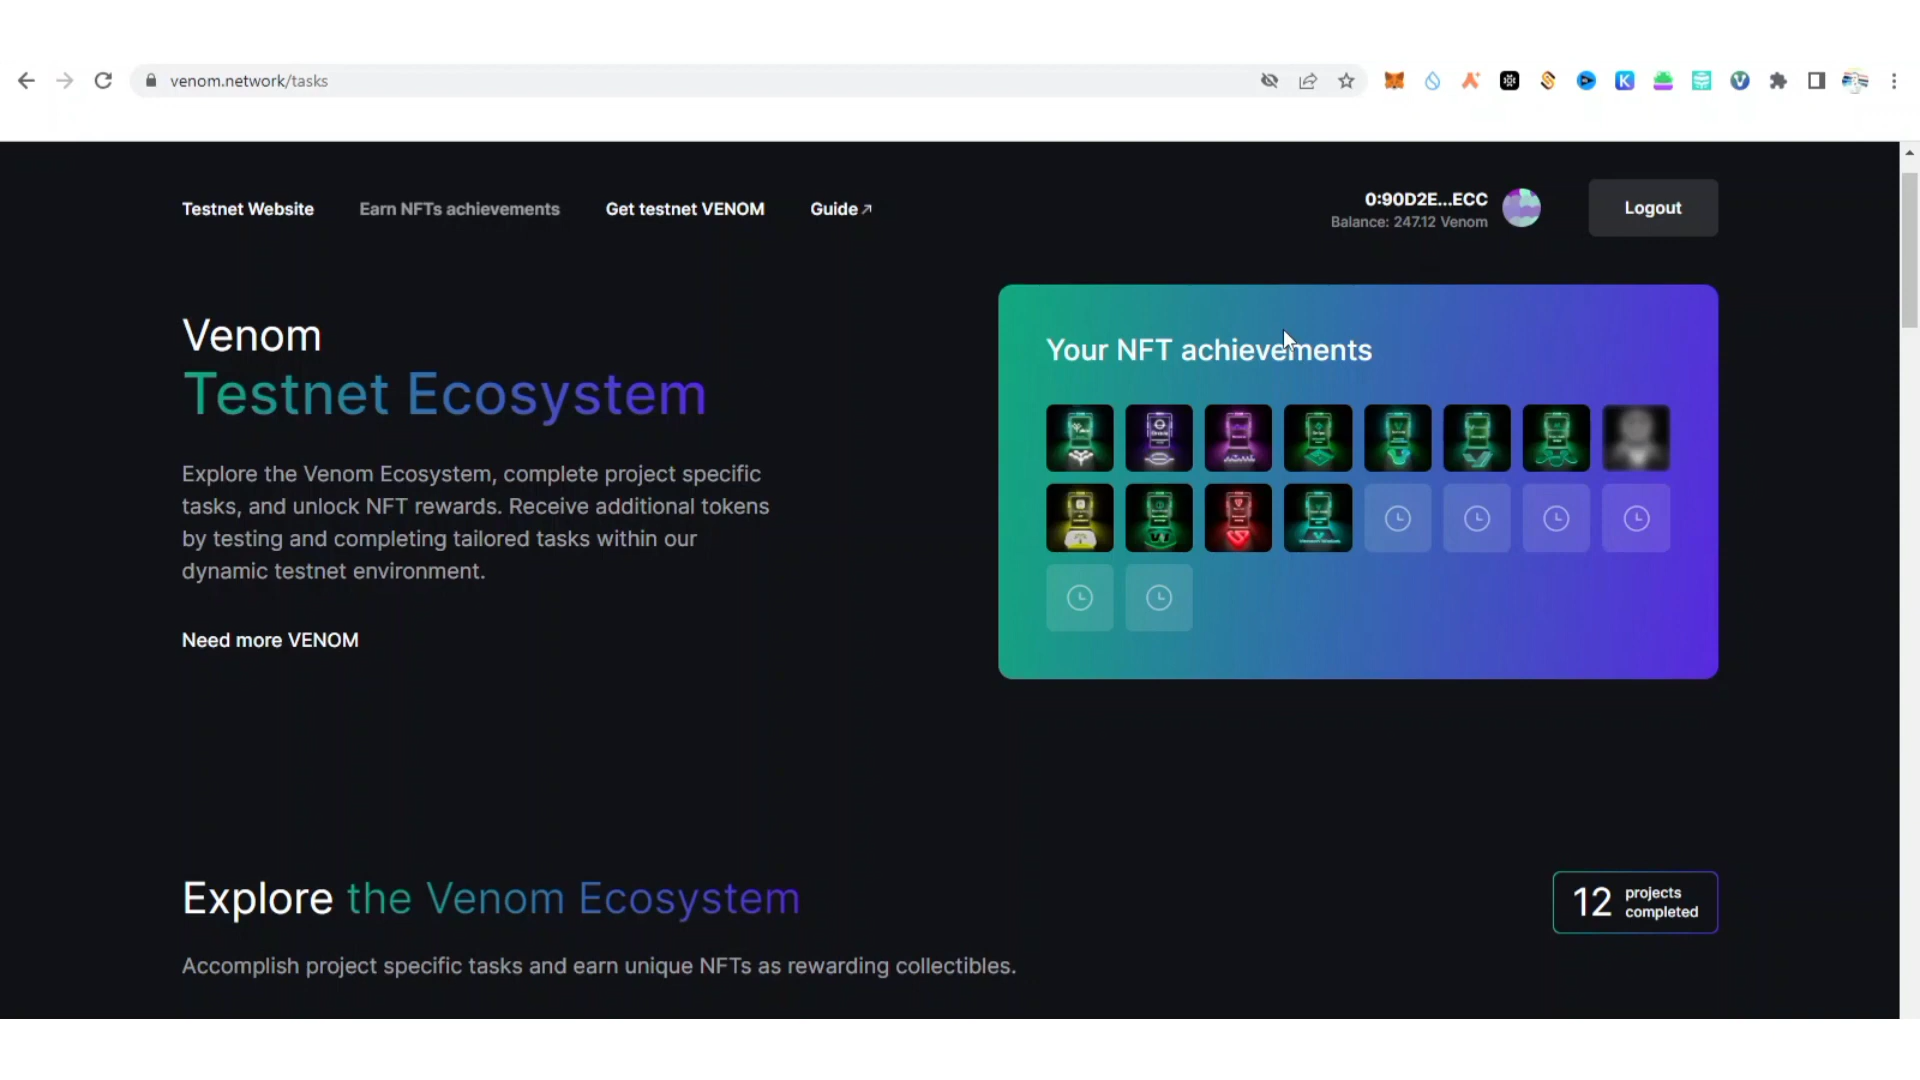 venom.network/tasks
Testnet Website
Earn NFTs achievements
Get testnet VENOM
Guide
0:90D2E...ECC
Balance: 247.12 Venom
Logout
Venom
Testnet Ecosystem
Explore the Venom Ecosystem, complete project specific
tasks, and unlock NFT rewards. Receive additional tokens
by testing and completing tailored tasks within our
dynamic testnet environment.
Need more VENOM
Your NFT achievements
Explore the Venom Ecosystem
12 projects
completed
Accomplish project specific tasks and earn unique NFTs as rewarding collectibles.